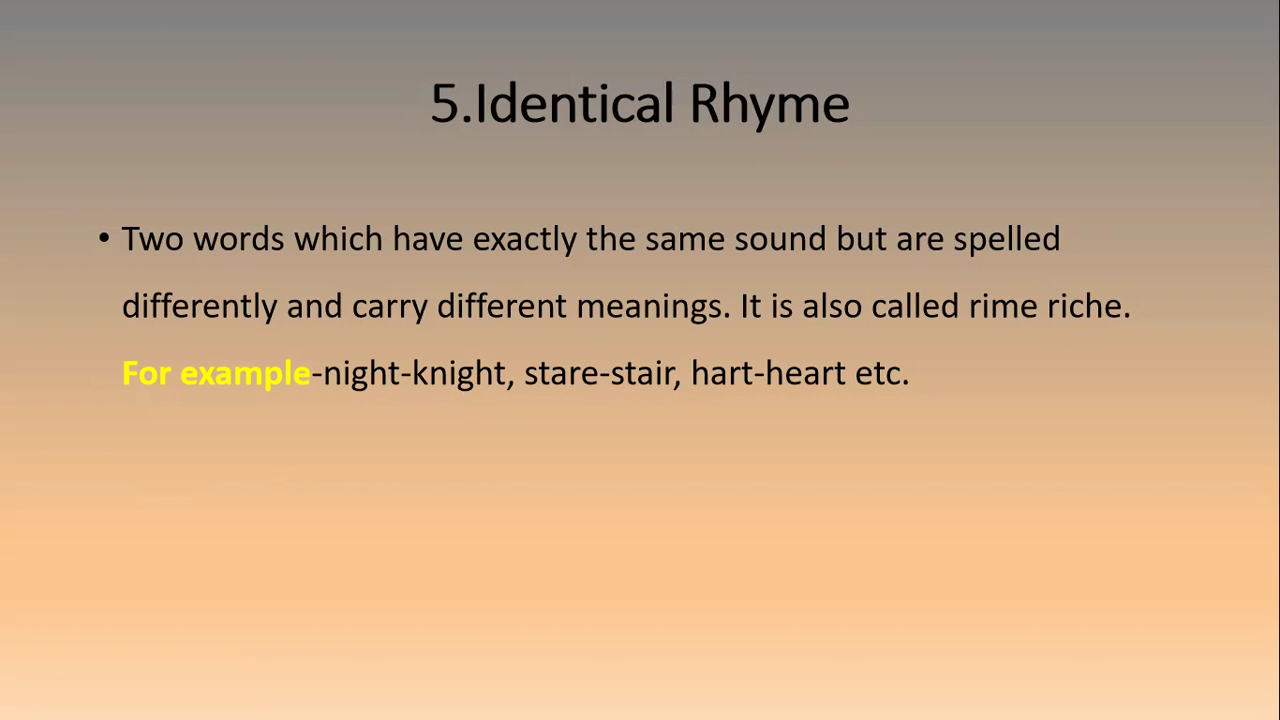 5.Identical Rhyme
• Two words which have exactly the same sound but are spelled
differently and carry different meanings. It is also called rime riche.
For example-night-knight, stare-stair, hart-heart etc.